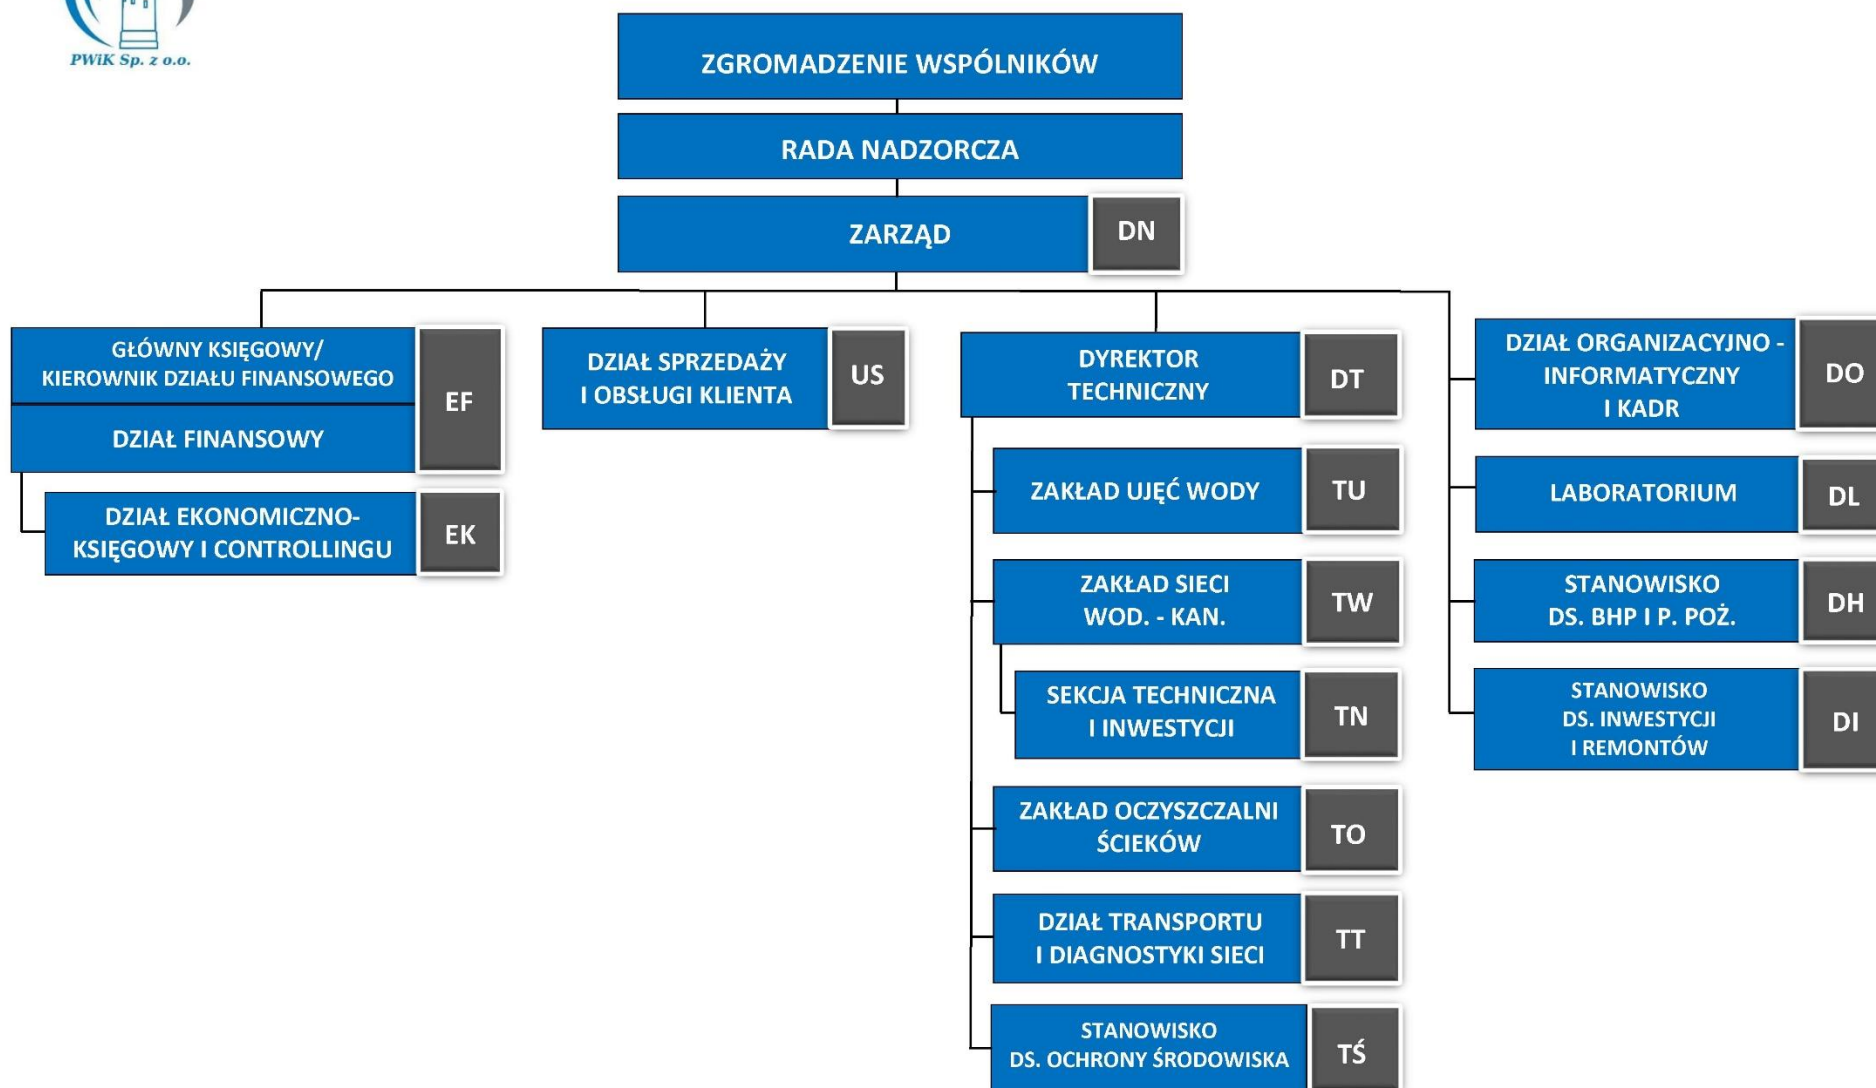 PWiK Sp. z o.o.
ZGROMADZENIE WSPÓLNIKÓW
RADA NADZORCZA
ZARZĄD
DN
GŁÓWNY KSIĘGOWY/
KIEROWNIK DZIAŁU FINANSOWEGO
DZIAŁ FINANSOWY
EF
DZIAŁ EKONOMICZNO-
KSIĘGOWY I CONTROLLINGU
EK
DZIAŁ SPRZEDAŻY
I OBSŁUGI KLIENTA
US
DYREKTOR
TECHNICZNY
DT
ZAKŁAD UJĘĆ WODY
TU
ZAKŁAD SIECI
WOD. - KAN.
TW
SEKCJA TECHNICZNA
I INWESTYCJI
TN
ZAKŁAD OCZYSZCZALNI
ŚCIEKÓW
TO
DZIAŁ TRANSPORTU
I DIAGNOSTYKI SIECI
TT
STANOWISKO
DS. OCHRONY ŚRODOWISKA
TŚ
DZIAŁ ORGANIZACYJNO -
INFORMATYCZNY
I KADR
DO
LABORATORIUM
DL
STANOWISKO
DS. BHP I P. POŻ.
DH
STANOWISKO
DS. INWESTYCJI
I REMONTÓW
DI